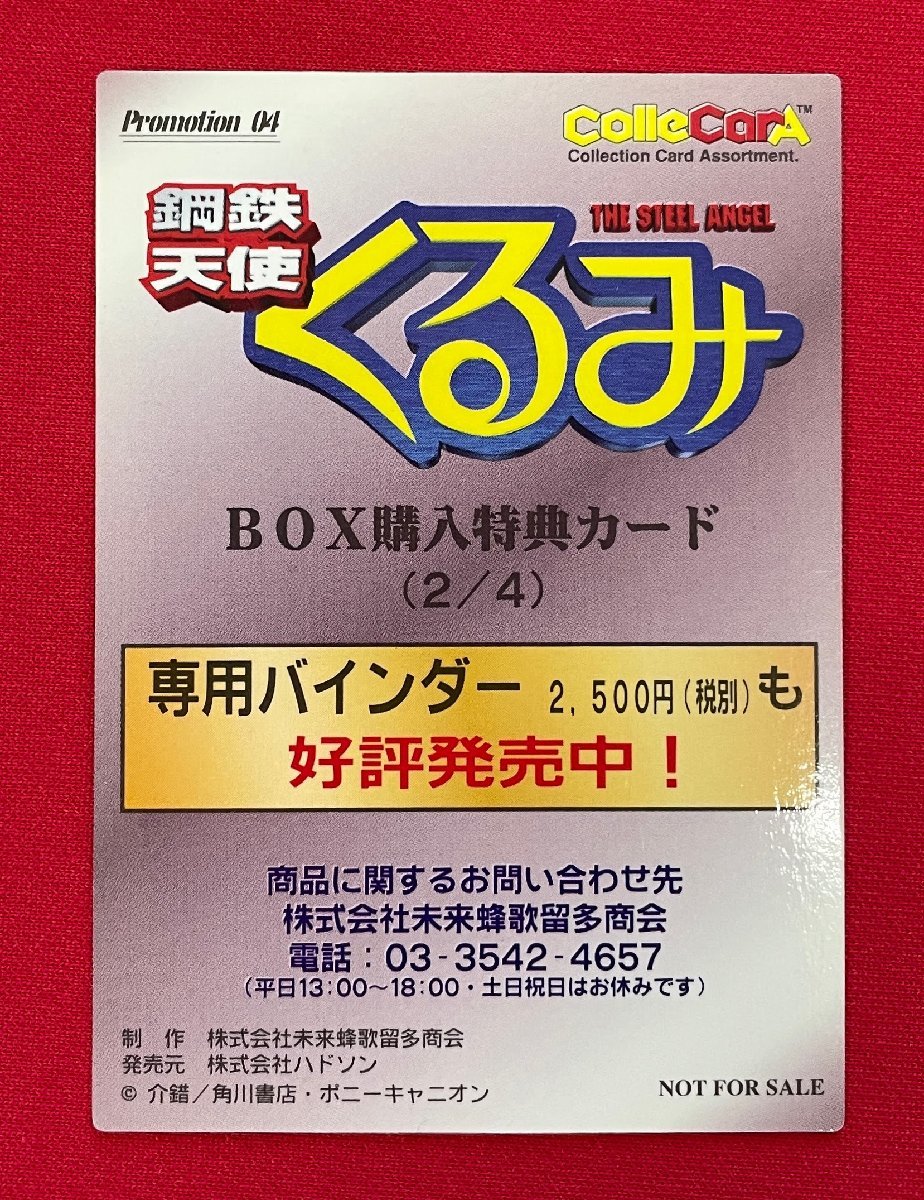 Promotion 04
ColleCarA™
Collection Card Assortment.
鋼鉄
天使
THE STEEL ANGEL
くるみ
BOX購入特典カード
(2/4)
専用バインダー 2,500円(税別)も
好評発売中!
商品に関するお問い合わせ先
株式会社未来蜂歌留多商会
電話:03-3542-4657
(平日13:00~18:00・土日祝日はお休みです)
制 作 株式会社未来蜂歌留多商会
発売元 株式会社ハドソン
© 介錯/角川書店・ポニーキャニオン
NOT FOR SALE